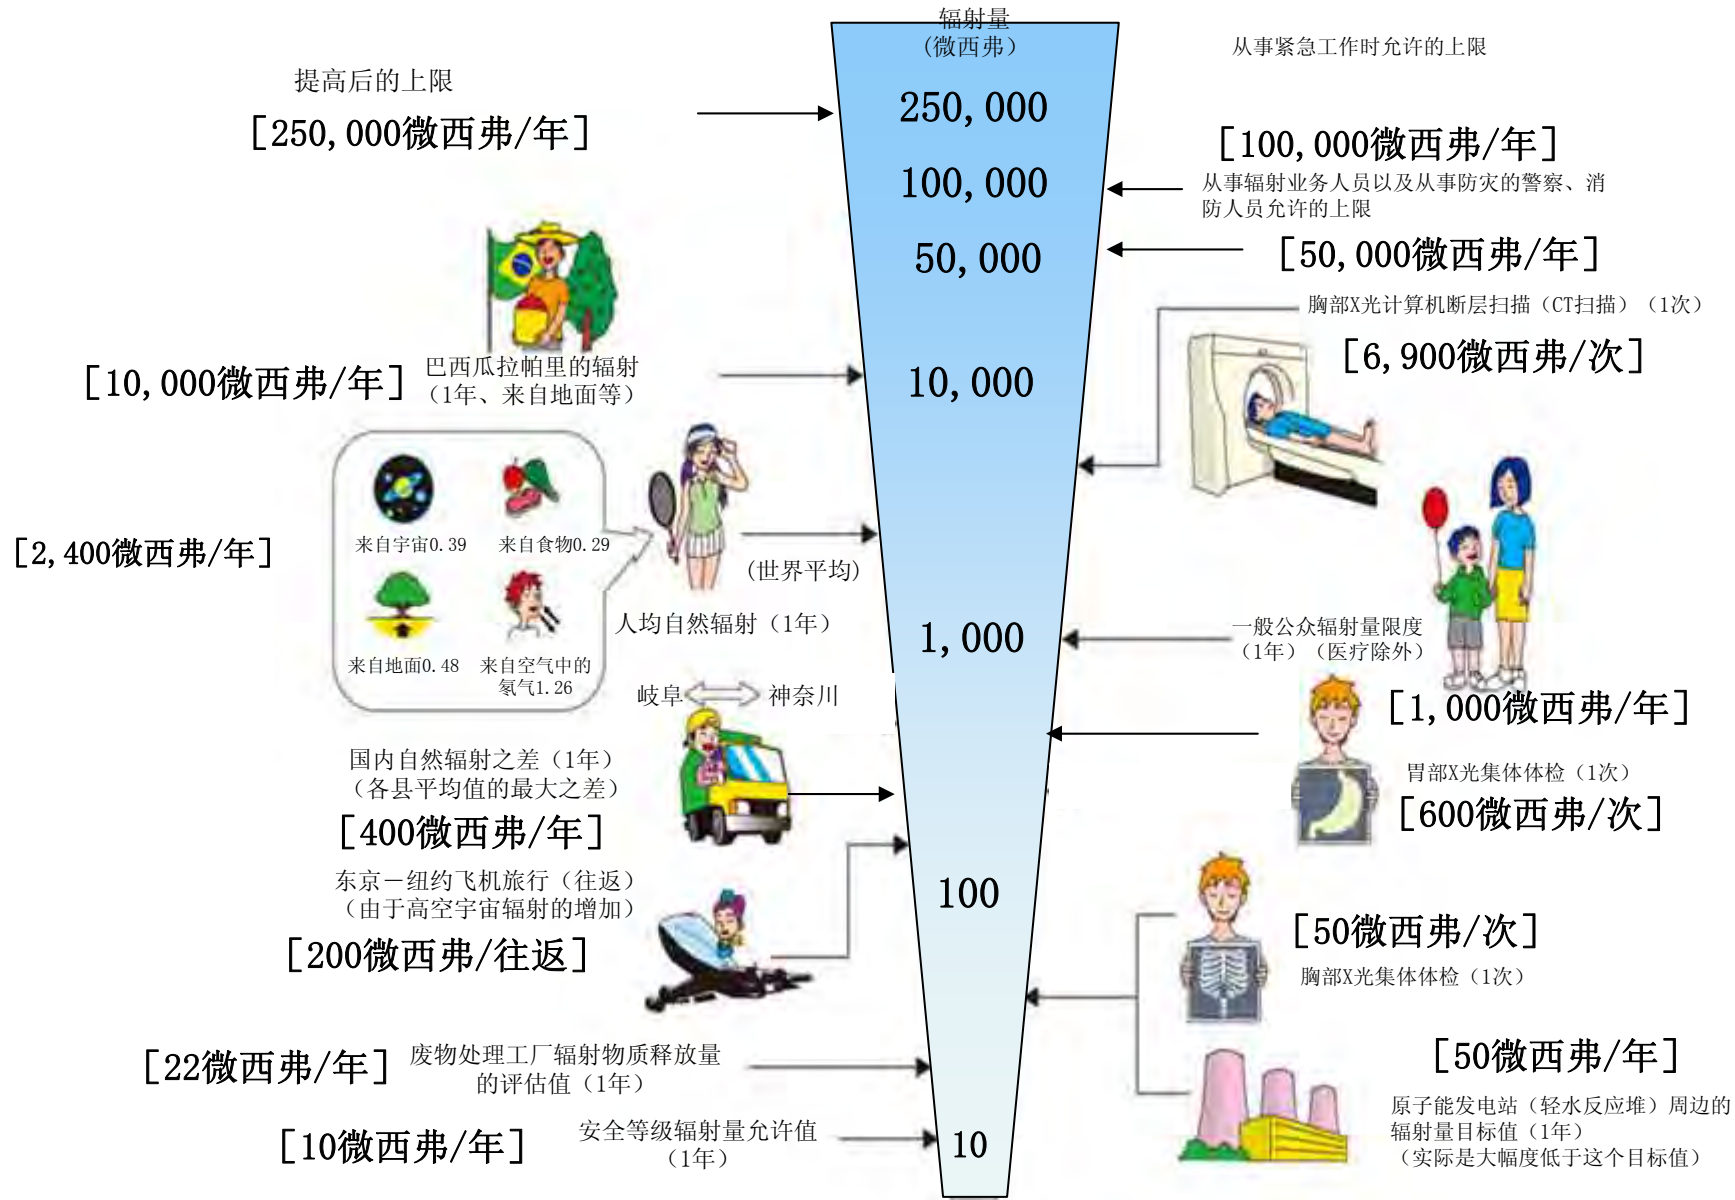 辐射量
(微西弗）
250,000
100,000
50,000
10,000
1,000
100
10
提高后的上限
[250,000微西弗/年]
[10,000微西弗/年]
巴西瓜拉帕里的辐射
（1年、来自地面等）
来自宇宙0.39
来自食物0.29
来自地面0.48
来自空气中的
氡气1.26
[2,400微西弗/年]
(世界平均)
人均自然辐射（1年）
岐阜
神奈川
国内自然辐射之差（1年）
（各县平均值的最大之差）
[400微西弗/年]
东京－纽约飞机旅行（往返）
（由于高空宇宙辐射的增加）
[200微西弗/往返]
[22微西弗/年]
废物处理工厂辐射物质释放量
的评估值（1年）
[10微西弗/年]
安全等级辐射量允许值
（1年）
从事紧急工作时允许的上限
[100,000微西弗/年]
从事辐射业务人员以及从事防灾的警察、消
防人员允许的上限
[50,000微西弗/年]
胸部X光计算机断层扫描（CT扫描）（1次）
[6,900微西弗/次]
一般公众辐射量限度
（1年）（医疗除外）
[1,000微西弗/年]
胃部X光集体体检（1次）
[600微西弗/次]
[50微西弗/次]
胸部X光集体体检（1次）
[50微西弗/年]
原子能发电站（轻水反应堆）周边的
辐射量目标值（1年）
（实际是大幅度低于这个目标值）